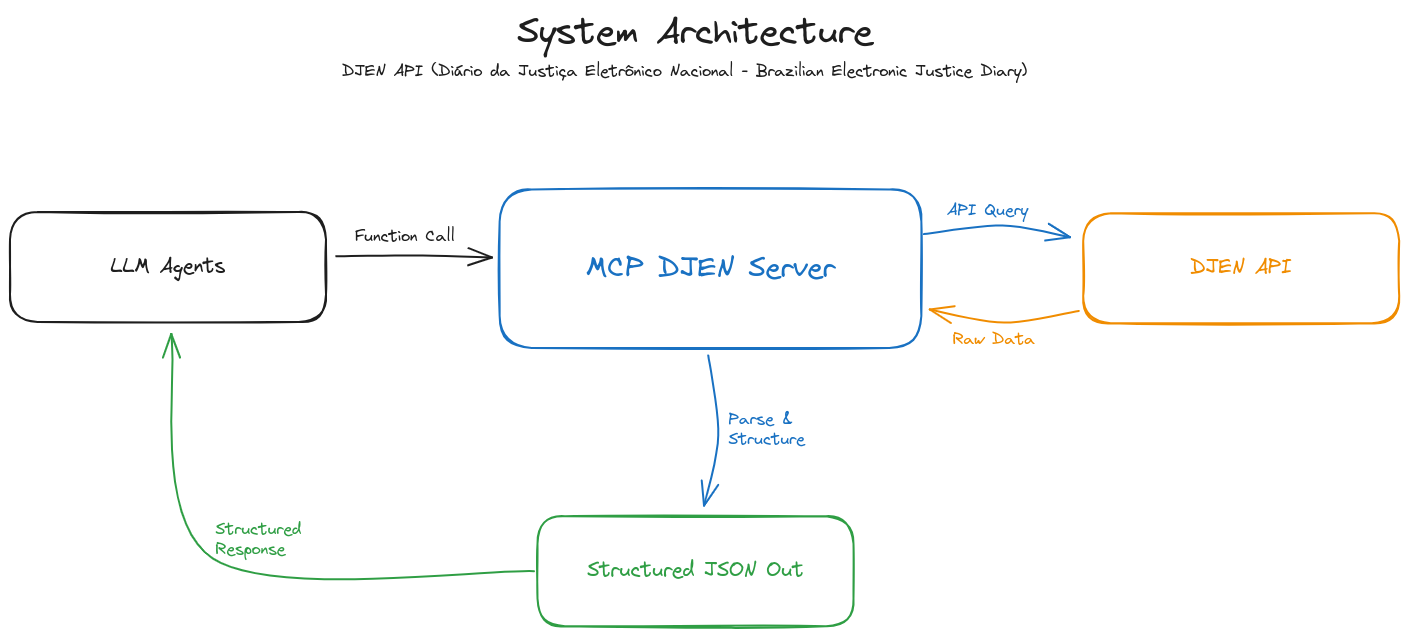 System Architecture
DJEN API (Diário da Justiça Eletrônico Nacional - Brazilian Electronic Justice Diary)
LLM Agents
Function Call
MCP DJEN Server
API Query
DJEN API
Raw Data
Parse &
Structure
Structured
Response
Structured JSON Out